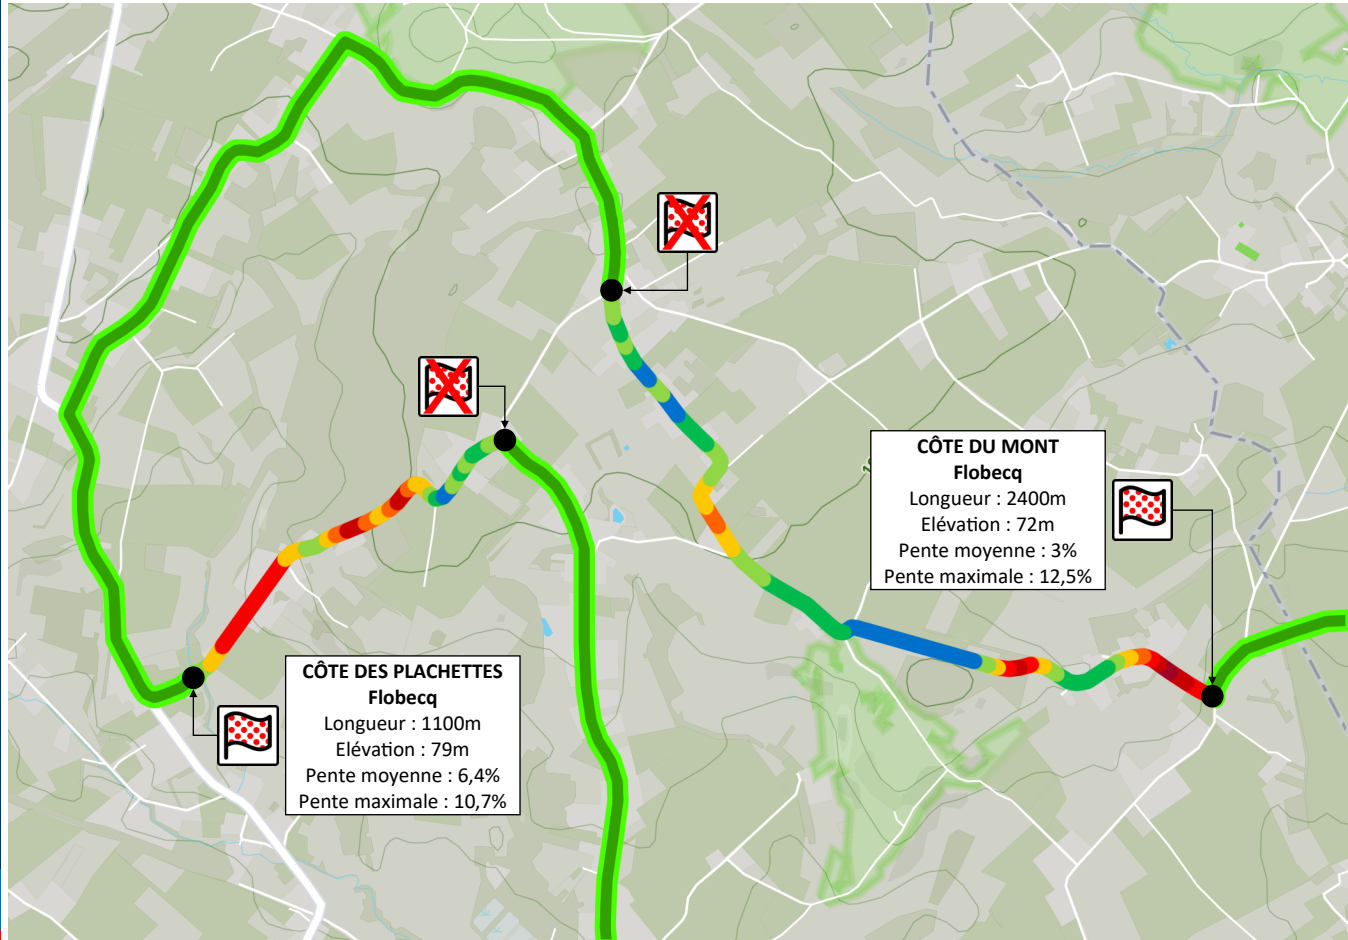 CÔTE DU MONT
Flobecq
Longueur : 2400m
Elévation : 72m
Pente moyenne : 3%
Pente maximale : 12,5%
CÔTE DES PLACHETTES
Flobecq
Longueur : 1100m
Elévation : 79m
Pente moyenne : 6,4%
Pente maximale : 10,7%